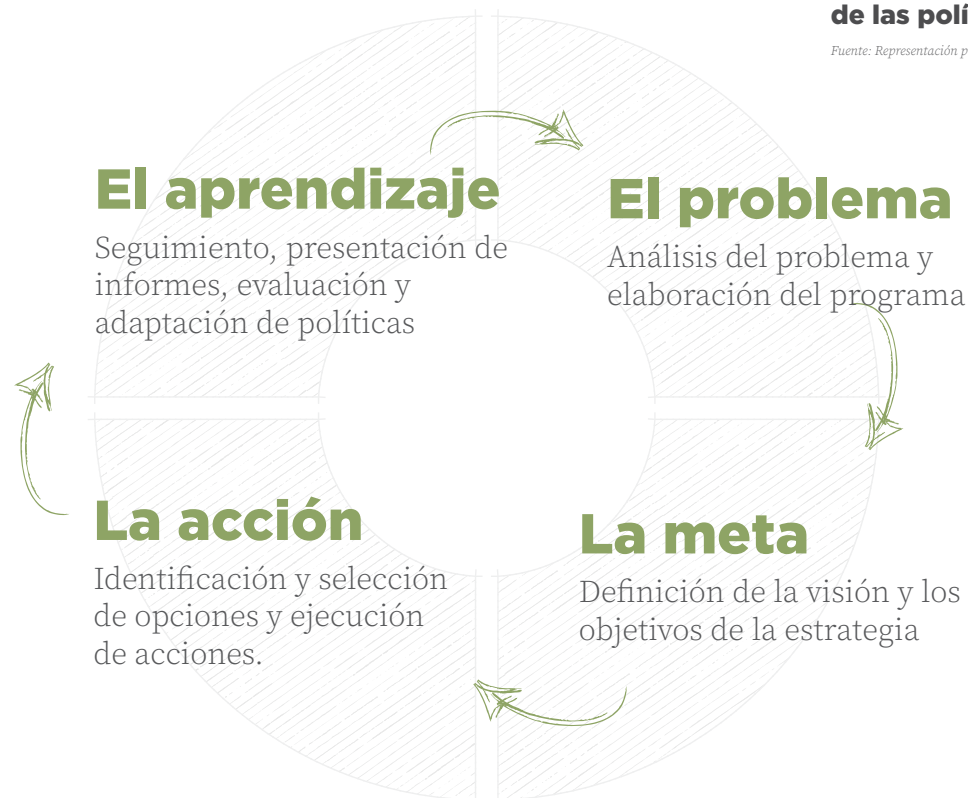 de las polí
Fuente: Representación p
El aprendizaje
Seguimiento, presentación de
informes, evaluación y
adaptación de políticas
El problema
Análisis del problema y
elaboración del programa
La acción
Identificación y selección
de opciones y ejecución
de acciones.
La meta
Definición de la visión y los
objetivos de la estrategia